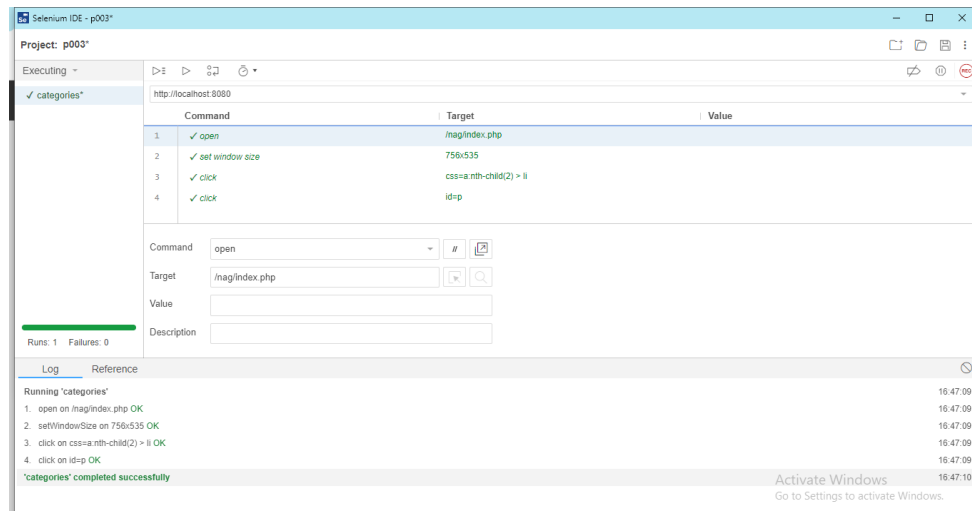 Selenium IDE - p003*
Project: p003*
Executing
✓ categories*
http://localhost:8080
Command Target Value
1 ✓ open /nag/index.php
2 ✓ set window size 756x535
3 ✓ click css=a:nth-child(2) > li
4 ✓ click id=p
Command open //
Target /nag/index.php
Value
Description
Runs: 1 Failures: 0
Log Reference
Running 'categories' 16:47:09
1. open on /nag/index.php OK 16:47:09
2. setWindowSize on 756x535 OK 16:47:09
3. click on css=a:nth-child(2) > li OK 16:47:09
4. click on id=p OK 16:47:09
'categories' completed successfully 16:47:10
Activate Windows
Go to Settings to activate Windows.
REC